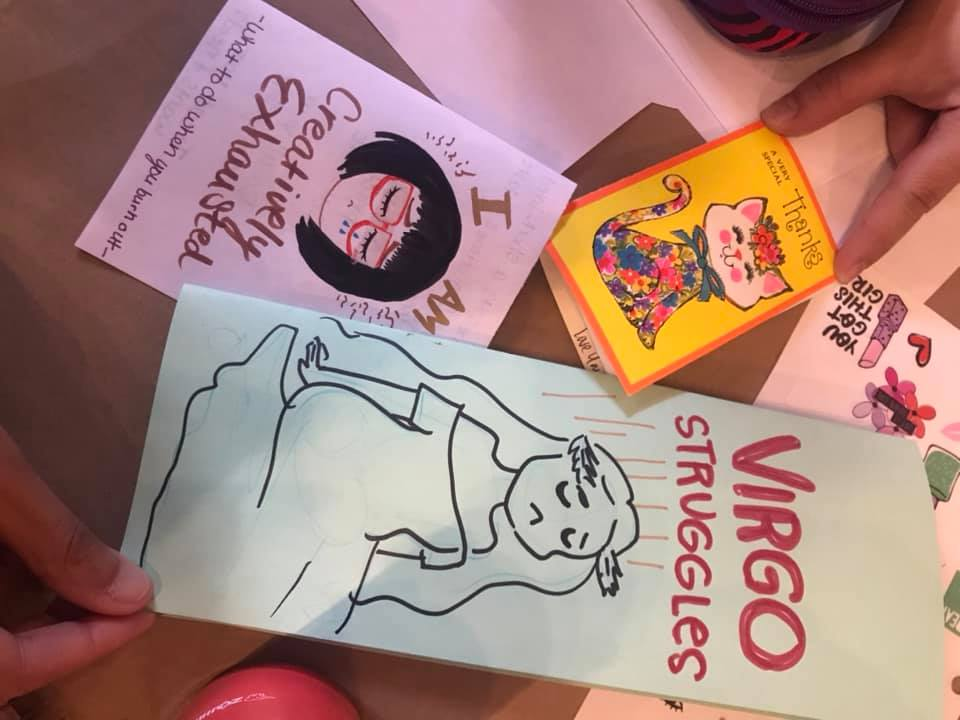 VIRGO
STRUGGLES
I
AM
Creatively
Exhausted
-what to do when you burn out-
A VERY
SPECIAL
Thanks
Love
YOU
GOT
THIS
GIRL